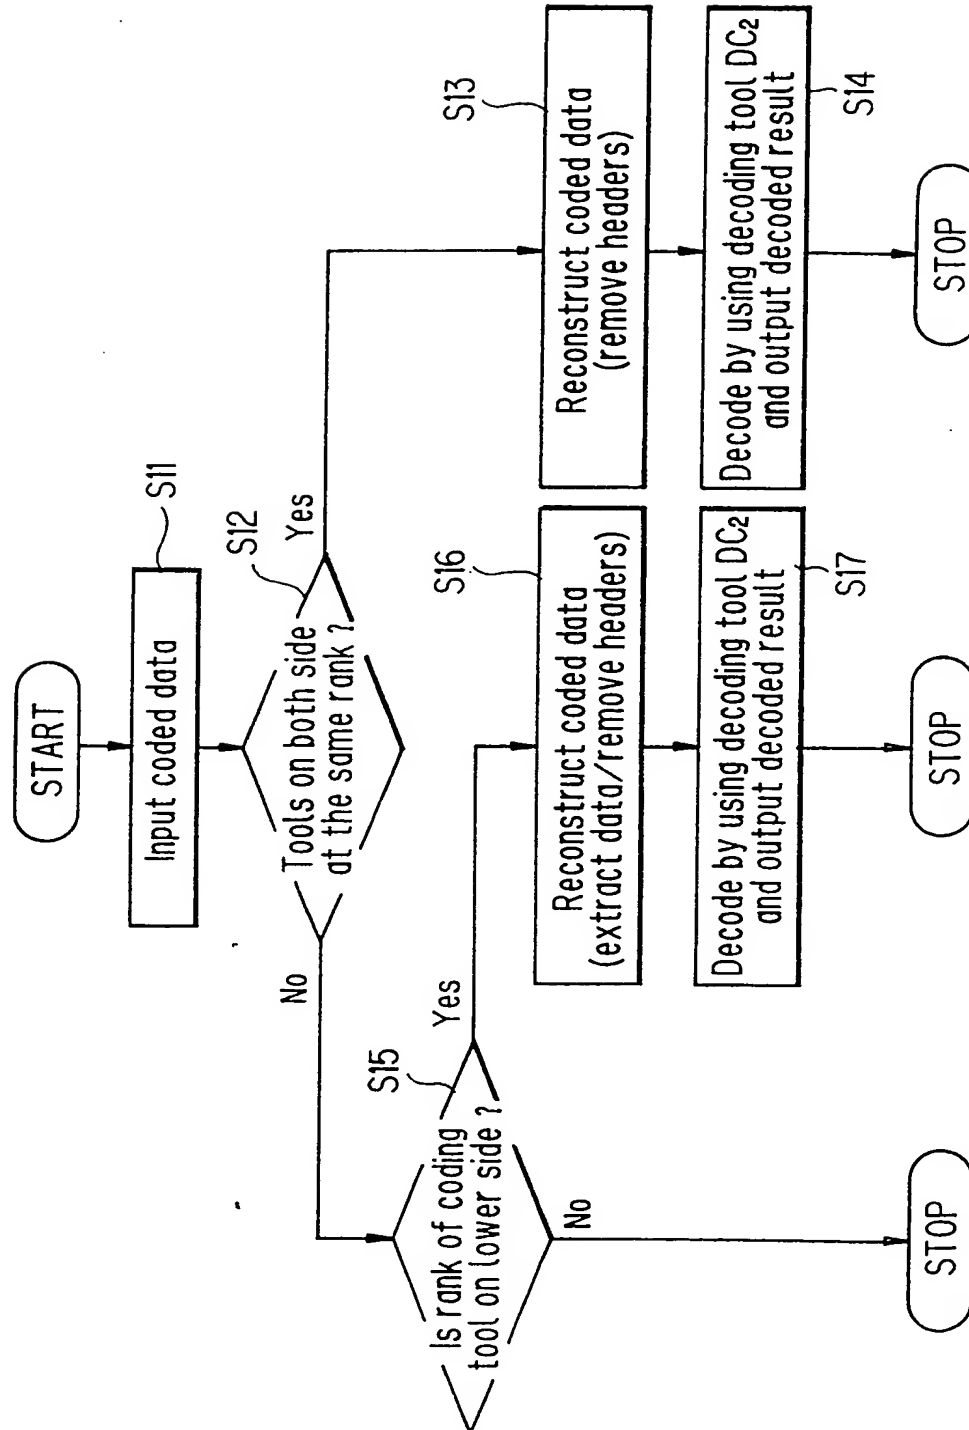 START
Input coded data
S11
Tools on both side
at the same rank ?
S12
Yes
No
Reconstruct coded data
(remove headers)
S13
Decode by using decoding tool DC2
and output decoded result
S14
STOP
Is rank of coding
tool on lower side ?
S15
Yes
No
Reconstruct coded data
(extract data/remove headers)
S16
Decode by using decoding tool DC2
and output decoded result
S17
STOP
STOP